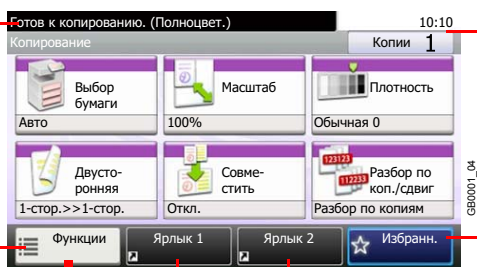 Готов к копированию. (Полноцвет.)
10:10
Копирование
Копии 1
Выбор
бумаги
Авто
Масштаб
100%
Плотность
Обычная 0
Двусто-
ронняя
1-стор.>>1-стор.
Совме-
стить
Откл.
123123
112233
Разбор по
коп./сдвиг
Разбор по копиям
Функции
Ярлык 1
Ярлык 2
Избранн.
GB0001_04